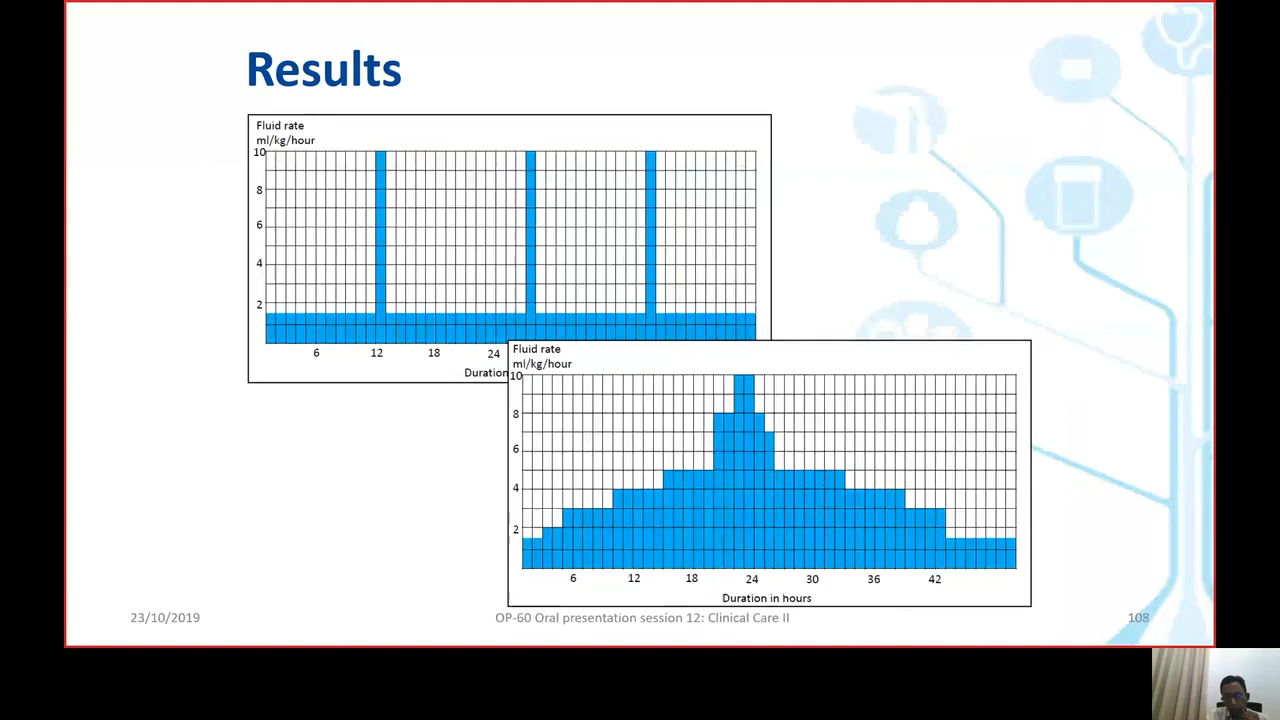 Results
Fluid rate
ml/kg/hour
10
8
6
4
2
6 12 18 24
Duration
Fluid rate
ml/kg/hour
10
8
6
4
2
6 12 18 24 30 36 42
Duration in hours
23/10/2019 OP-60 Oral presentation session 12: Clinical Care II 108